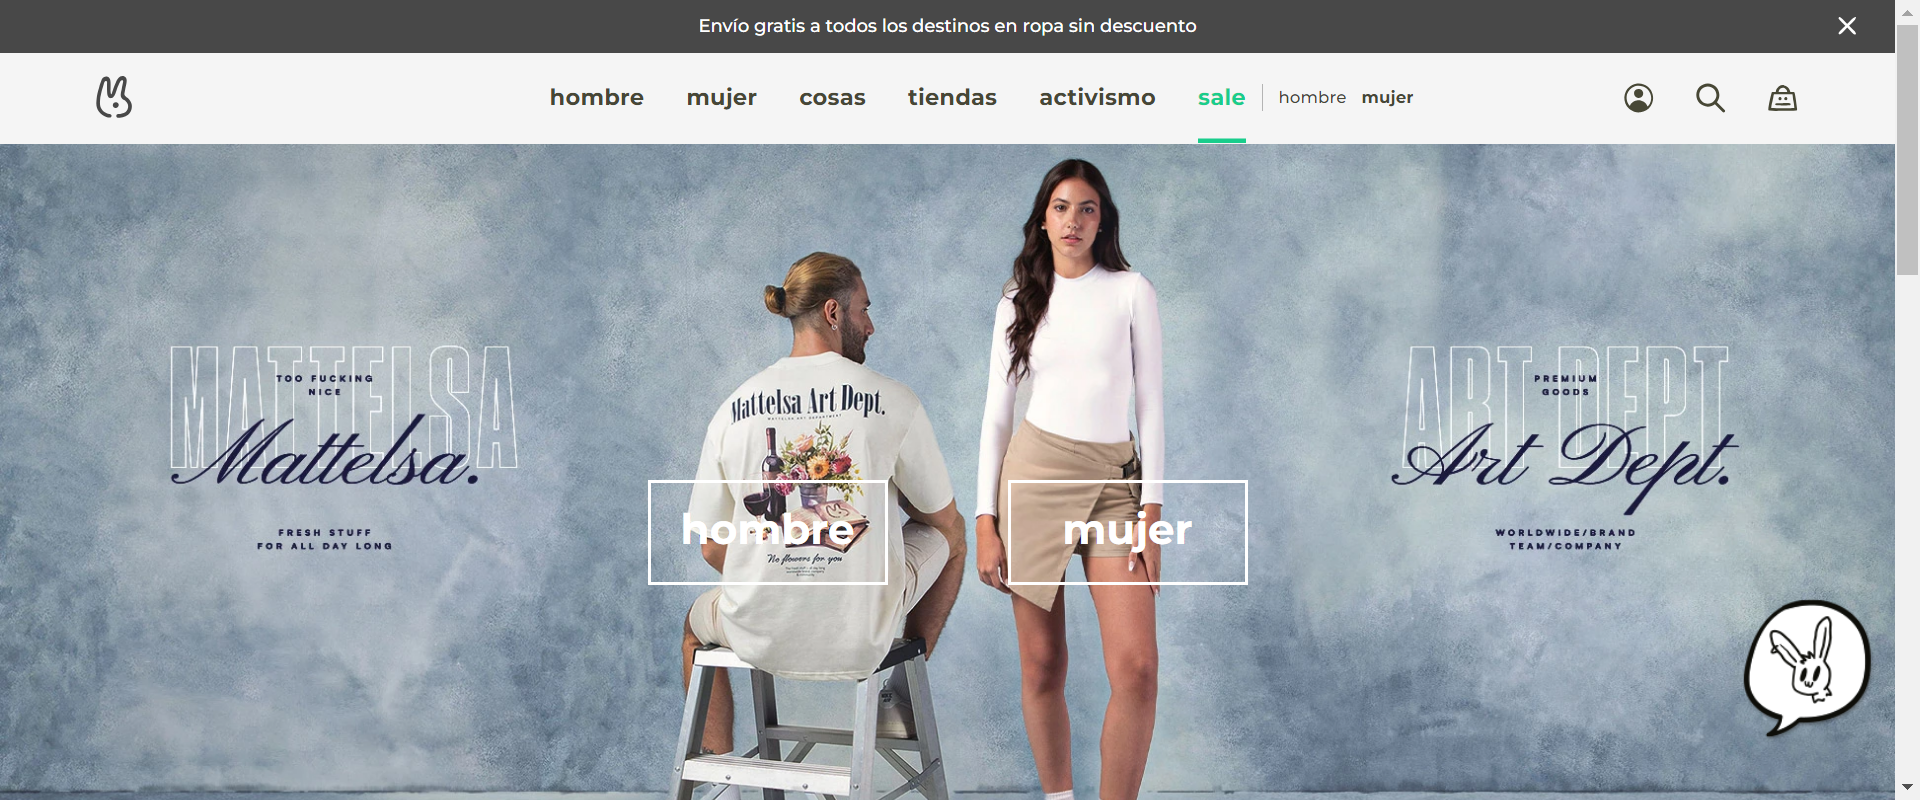 Envío gratis a todos los destinos en ropa sin descuento
hombre mujer cosas tiendas activismo sale hombre mujer
MATTELSA
TOO FUCKING
NICE
Mattelsa.
FRESH STUFF
FOR ALL DAY LONG
Mattelsa Art Dept.
hombre
No flowers for you
mujer
ART DEPT
PREMIUM
GOODS
Art Dept.
WORLDWIDE/BRAND
TEAM/COMPANY